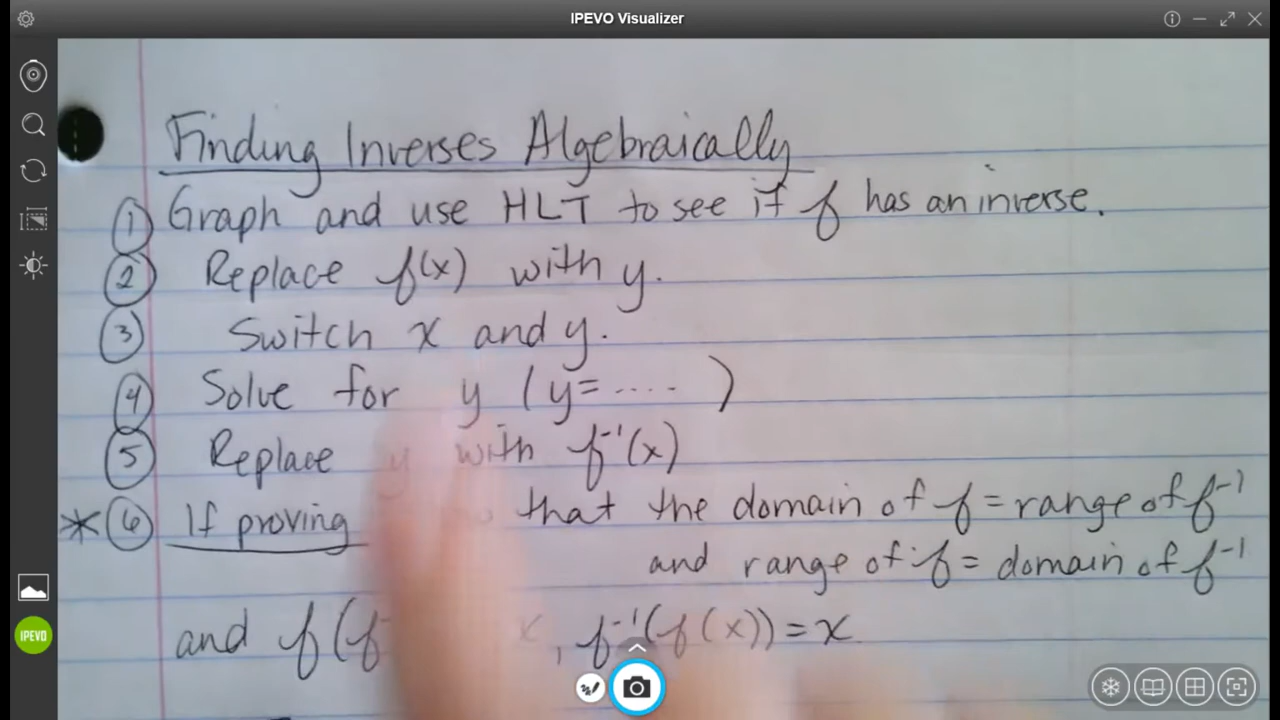 IPEVO Visualizer
Finding Inverses Algebraically
① Graph and use HLT to see if f has an inverse.
② Replace f(x) with y.
③ Switch x and y.
④ Solve for y (y=.....)
⑤ Replace y with f⁻¹(x)
*⑥ If proving that the domain of f = range of f⁻¹
and range of f = domain of f⁻¹
and f(f x, f⁻¹(f(x)) = x
IPEVO